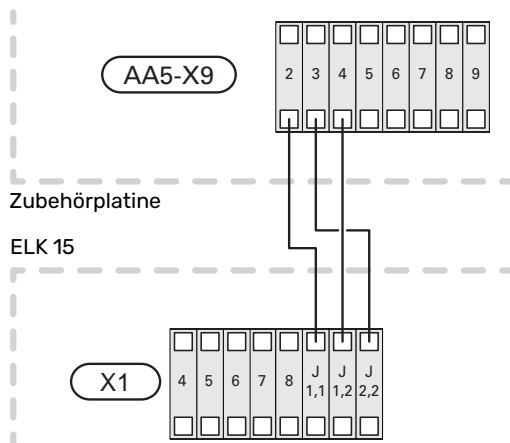 AA5-X9
2 3 4 5 6 7 8 9
Zubehörplatine
ELK 15
X1
4 5 6 7 8 J 1,1 J 1,2 J 2,2